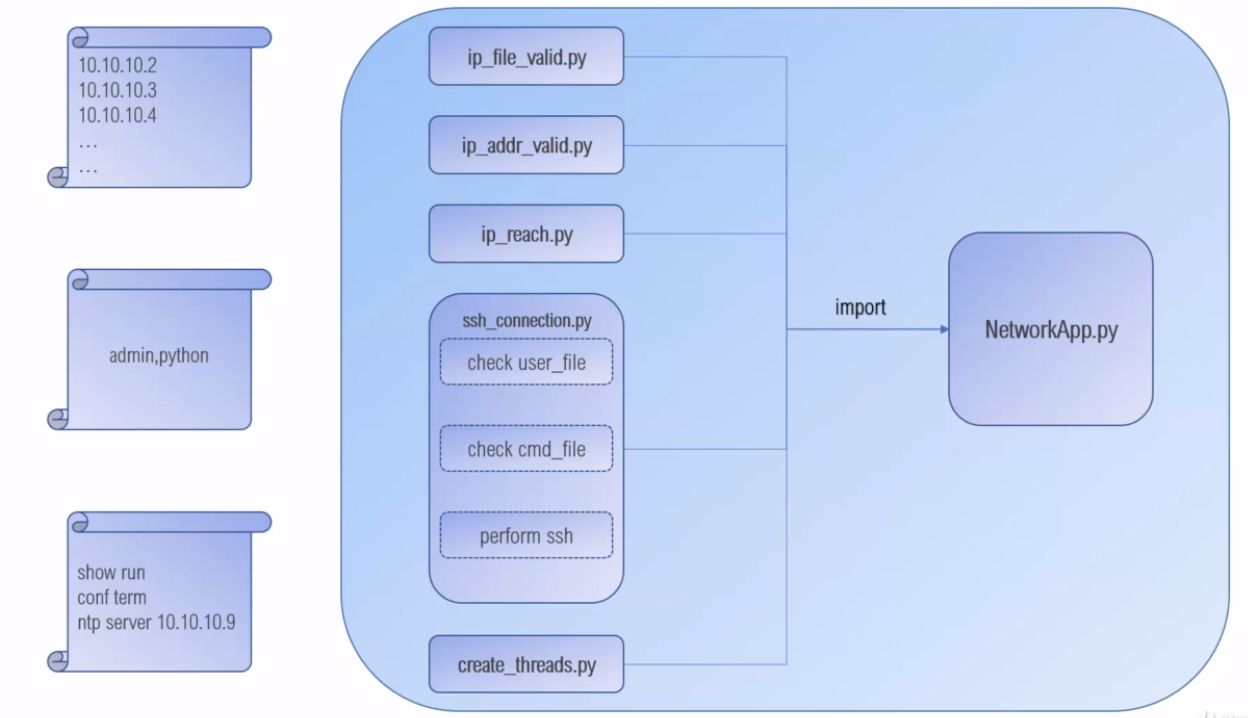 10.10.10.2
10.10.10.3
10.10.10.4
...
...
admin,python
show run
conf term
ntp server 10.10.10.9
ip_file_valid.py
ip_addr_valid.py
ip_reach.py
ssh_connection.py
check user_file
check cmd_file
perform ssh
create_threads.py
import
NetworkApp.py